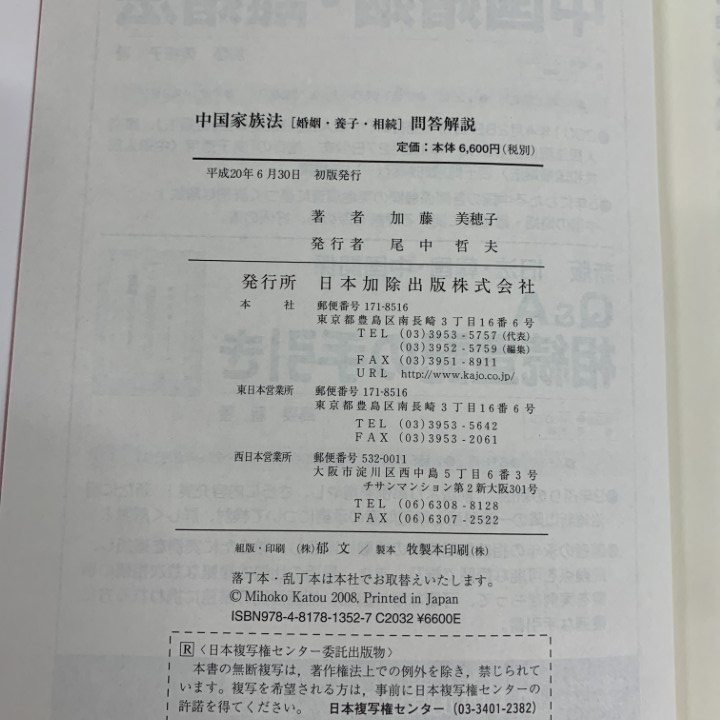 中国家族法［婚姻・養子・相続］問答解説
定価：本体 6,600円（税別）
平成20年6月30日　初版発行
著者　加藤　美穂子
発行者　尾中哲夫
発行所　日本加除出版株式会社
本社　郵便番号 171-8516
東京都豊島区南長崎3丁目16番6号
TEL （03）3953-5757（代表）
（03）3952-5759（編集）
FAX （03）3951-8911
URL http://www.kajo.co.jp/
東日本営業所　郵便番号 171-8516
東京都豊島区南長崎3丁目16番6号
TEL （03）3953-5642
FAX （03）3953-2061
西日本営業所　郵便番号 532-0011
大阪市淀川区西中島5丁目6番3号
チサンマンション第2新大阪301号
TEL （06）6308-8128
FAX （06）6307-2522
組版・印刷　㈱郁文／製本　牧製本印刷㈱
落丁本・乱丁本は本社でお取替えいたします。
© Mihoko Katou 2008, Printed in Japan
ISBN978-4-8178-1352-7 C2032 ¥6600E
R〈日本複写権センター委託出版物〉
本書の無断複写は，著作権法上での例外を除き，禁じられて
います。複写を希望される方は，事前に日本複写権センターの
許諾を得てください。　日本複写権センター（03-3401-2382）